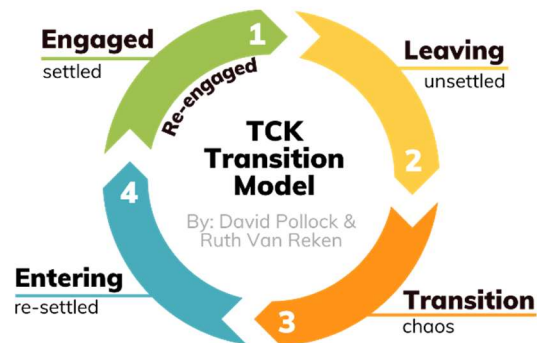 1
Engaged
settled
Re-engaged
Leaving
unsettled
2
TCK
Transition
Model
By: David Pollock &
Ruth Van Reken
4
Entering
re-settled
3
Transition
chaos